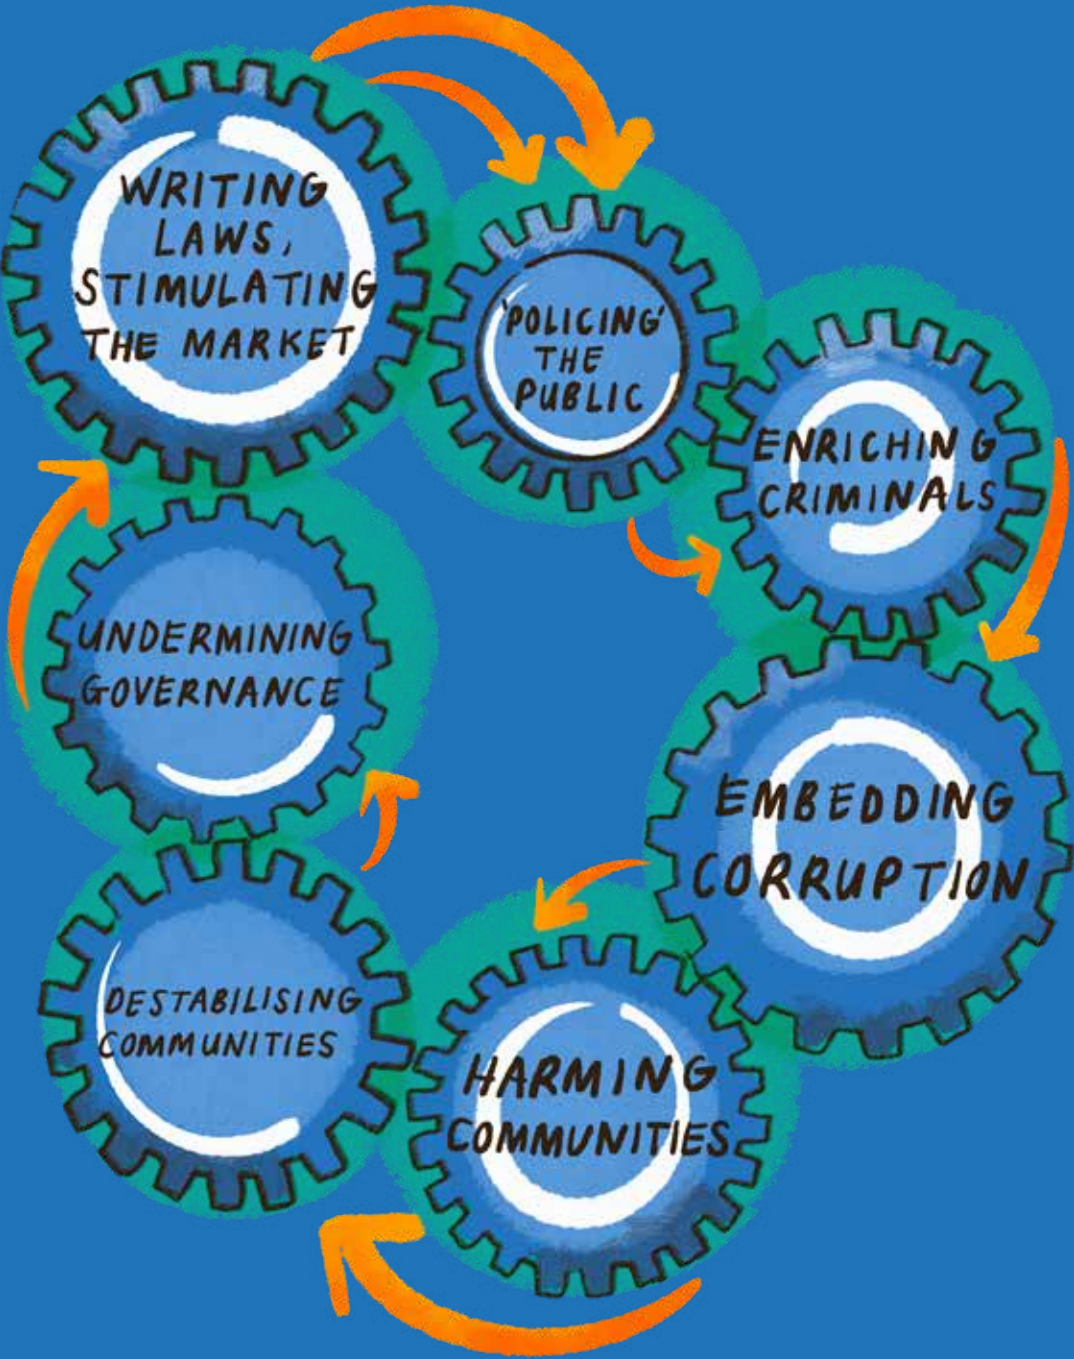 WRITING
LAWS,
STIMULATING
THE MARKET
'POLICING'
THE
PUBLIC
ENRICHING
CRIMINALS
EMBEDDING
CORRUPTION
HARMING
COMMUNITIES
DESTABILISING
COMMUNITIES
UNDERMINING
GOVERNANCE